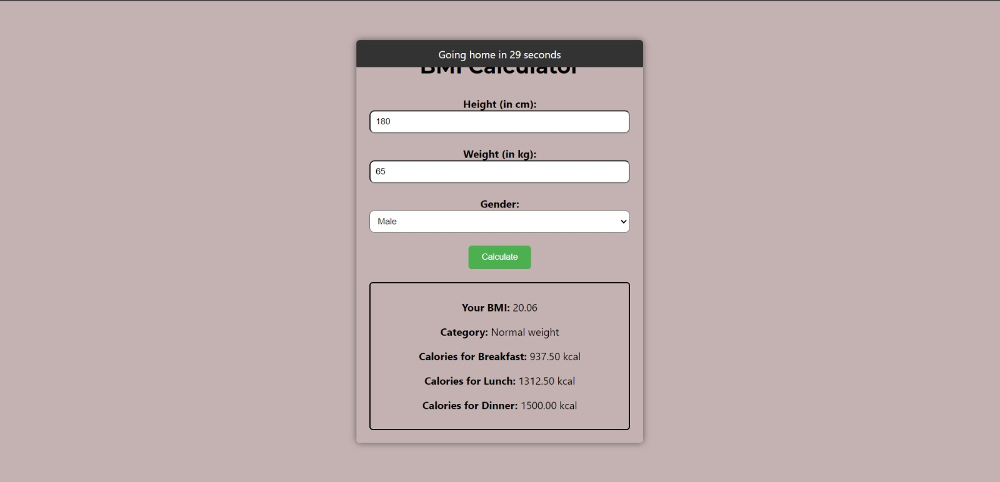 Going home in 29 seconds
BMI Calculator
Height (in cm):
180
Weight (in kg):
65
Gender:
Male
Calculate
Your BMI: 20.06
Category: Normal weight
Calories for Breakfast: 937.50 kcal
Calories for Lunch: 1312.50 kcal
Calories for Dinner: 1500.00 kcal